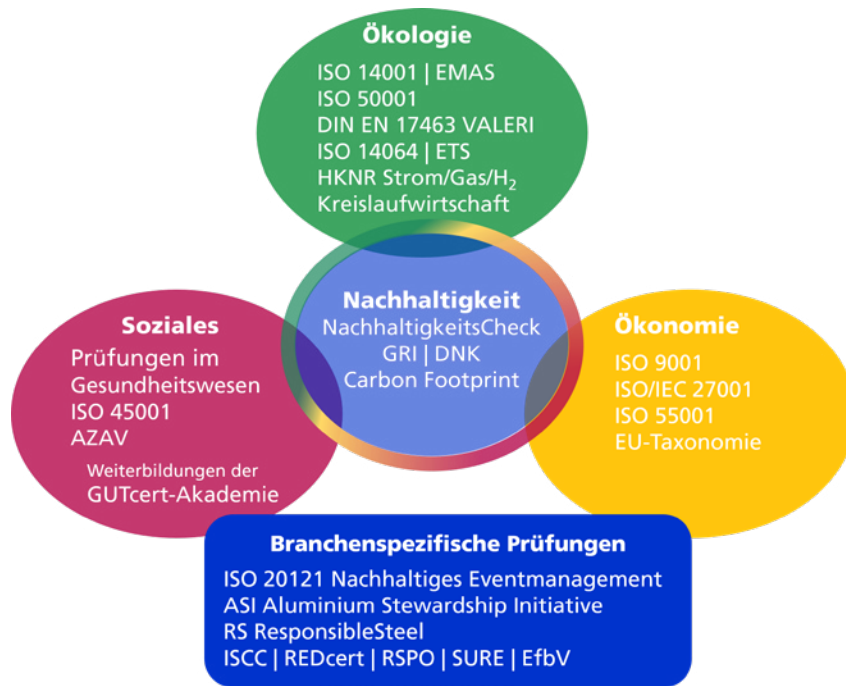 Ökologie
ISO 14001 | EMAS
ISO 50001
DIN EN 17463 VALERI
ISO 14064 | ETS
HKNR Strom/Gas/H₂
Kreislaufwirtschaft
Nachhaltigkeit
NachhaltigkeitsCheck
GRI | DNK
Carbon Footprint
Soziales
Prüfungen im
Gesundheitswesen
ISO 45001
AZAV
Weiterbildungen der
GUTcert-Akademie
Ökonomie
ISO 9001
ISO/IEC 27001
ISO 55001
EU-Taxonomie
Branchenspezifische Prüfungen
ISO 20121 Nachhaltiges Eventmanagement
ASI Aluminium Stewardship Initiative
RS ResponsibleSteel
ISCC | REDcert | RSPO | SURE | EfbV